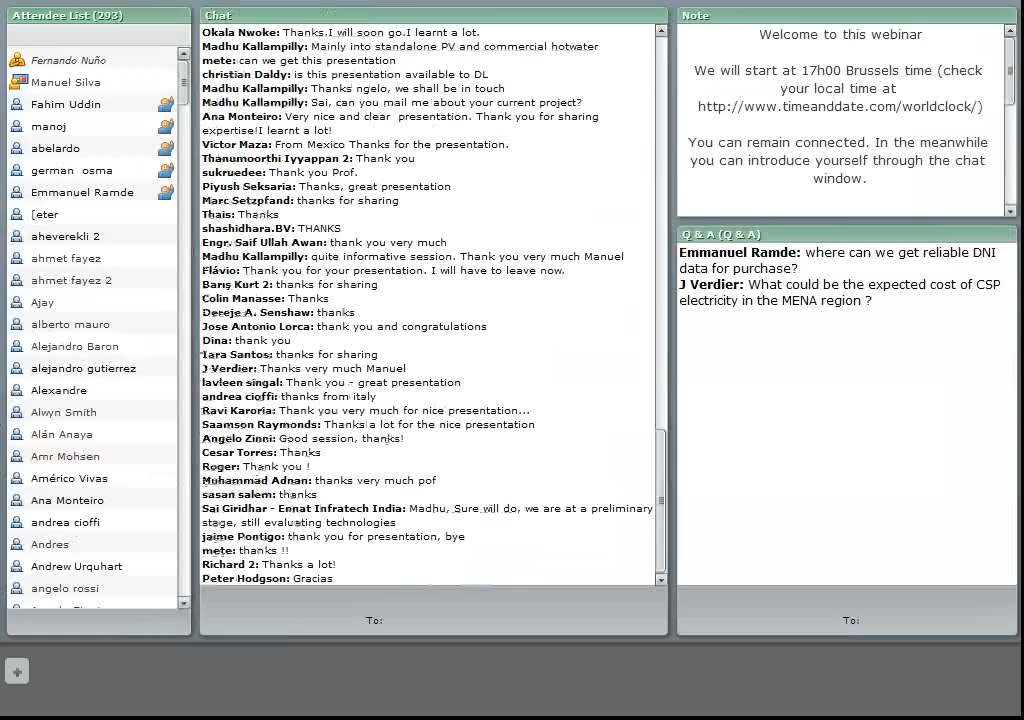 Attendee List (293)
Fernando Nuño
Manuel Silva
Fahim Uddin
manoj
abelardo
german osma
Emmanuel Ramde
[eter
aheverekli 2
ahmet fayez
ahmet fayez 2
Ajay
alberto mauro
Alejandro Baron
alejandro gutierrez
Alexandre
Alwyn Smith
Alán Anaya
Amr Mohsen
Américo Vivas
Ana Monteiro
andrea cioffi
Andres
Andrew Urquhart
angelo rossi
Chat
Okala Nwoke: Thanks.I will soon go.I learnt a lot.
Madhu Kallampilly: Mainly into standalone PV and commercial hotwater
mete: can we get this presentation
christian Daldy: is this presentation available to DL
Madhu Kallampilly: Thanks ngelo, we shall be in touch
Madhu Kallampilly: Sai, can you mail me about your current project?
Ana Monteiro: Very nice and clear presentation. Thank you for sharing
expertise!I learnt a lot!
Victor Maza: From Mexico Thanks for the presentation.
Thanumoorthi Iyyappan 2: Thank you
sukruedee: Thank you Prof.
Piyush Seksaria: Thanks, great presentation
Marc Setzpfand: thanks for sharing
Thais: Thanks
shashidhara.BV: THANKS
Engr. Saif Ullah Awan: thank you very much
Madhu Kallampilly: quite informative session. Thank you very much Manuel
Flávio: Thank you for your presentation. I will have to leave now.
Barış Kurt 2: thanks for sharing
Colin Manasse: Thanks
Dereje A. Senshaw: thanks
Jose Antonio Lorca: thank you and congratulations
Dina: thank you
Iara Santos: thanks for sharing
J Verdier: Thanks very much Manuel
lavleen singal: Thank you - great presentation
andrea cioffi: thanks from italy
Ravi Karoria: Thank you very much for nice presentation...
Saamson Raymonds: Thanks a lot for the nice presentation
Angelo Zinni: Good session, thanks!
Cesar Torres: Thanks
Roger: Thank you !
Muhammad Adnan: thanks very much pof
sasan salem: thanks
Sai Giridhar - Ennat Infratech India: Madhu, Sure will do, we are at a preliminary
stage, still evaluating technologies
jaime Pontigo: thank you for presentation, bye
mete: thanks !!
Richard 2: Thanks a lot!
Peter Hodgson: Gracias
To:
Note
Welcome to this webinar
We will start at 17h00 Brussels time (check
your local time at
http://www.timeanddate.com/worldclock/)
You can remain connected. In the meanwhile
you can introduce yourself through the chat
window.
Q & A (Q & A)
Emmanuel Ramde: where can we get reliable DNI
data for purchase?
J Verdier: What could be the expected cost of CSP
electricity in the MENA region ?
To: